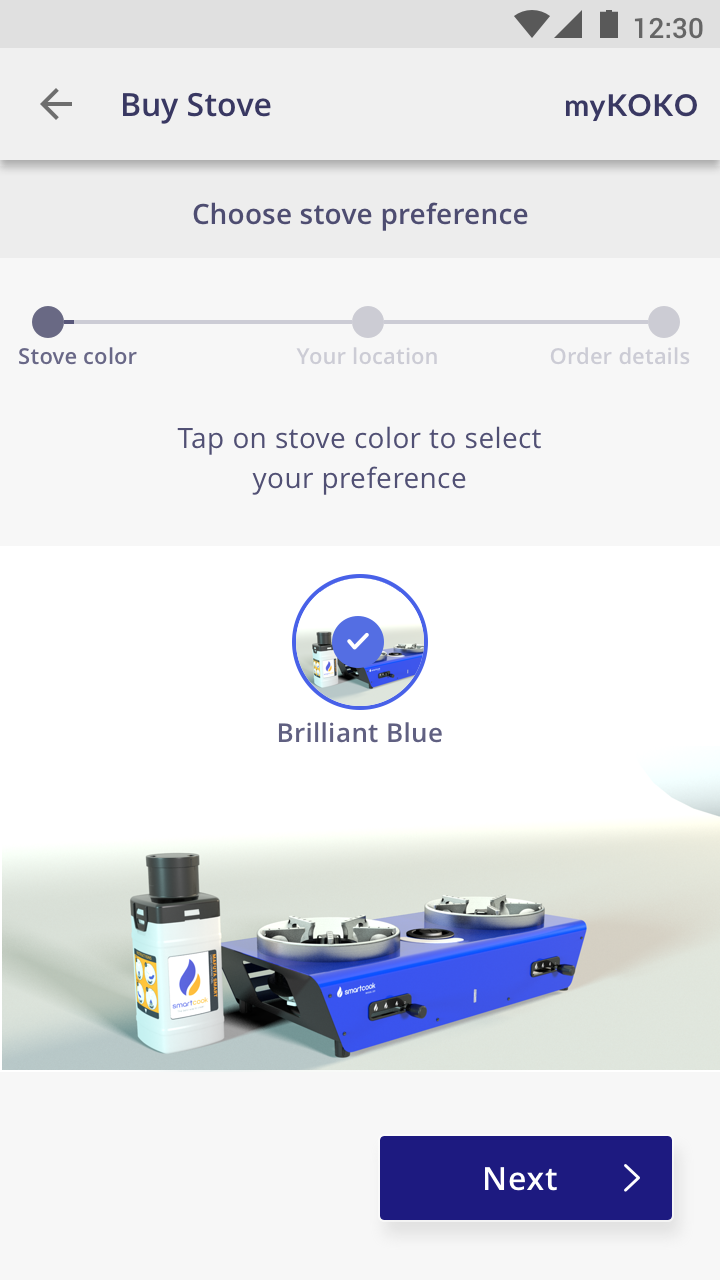 12:30
Buy Stove
myKOKO
Choose stove preference
Stove color
Your location
Order details
Tap on stove color to select
your preference
Brilliant Blue
smartcook
smartcook
Next